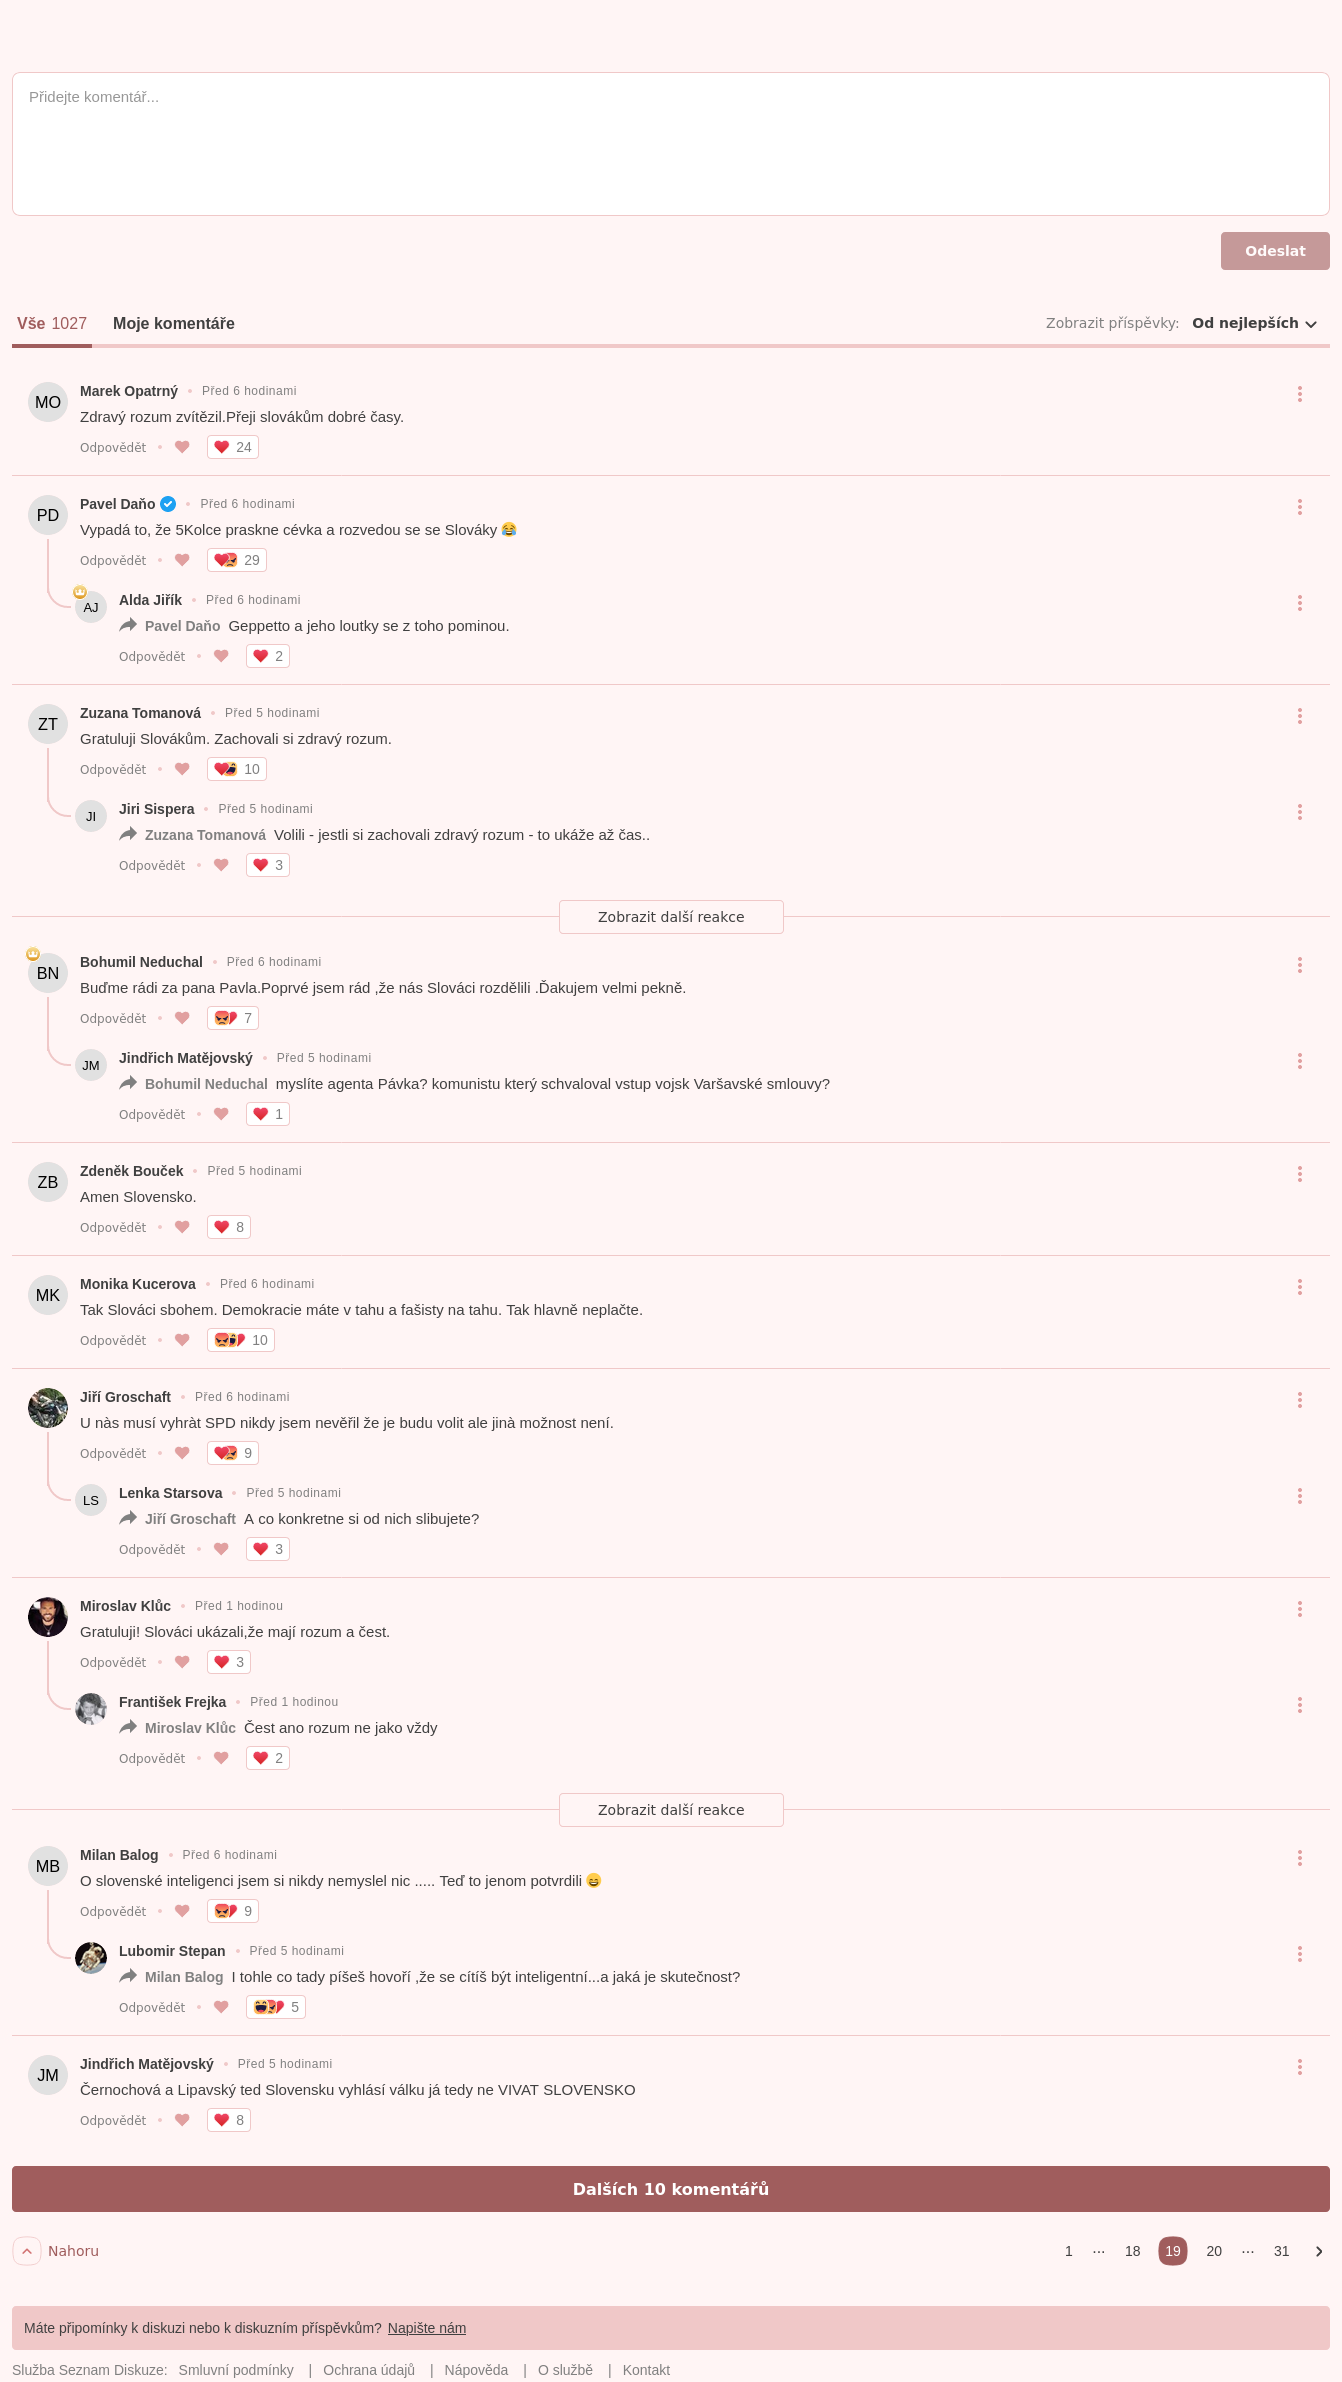 Přidejte komentář...
Odeslat
Vše 1027 Moje komentáře Zobrazit příspěvky: Od nejlepších
MO Marek Opatrný • Před 6 hodinami
Zdravý rozum zvítězil.Přeji slovákům dobré časy.
Odpovědět • 24
PD Pavel Daňo • Před 6 hodinami
Vypadá to, že 5Kolce praskne cévka a rozvedou se se Slováky 😂
Odpovědět • 29
AJ Alda Jiřík • Před 6 hodinami
Pavel Daňo Geppetto a jeho loutky se z toho pominou.
Odpovědět • 2
ZT Zuzana Tomanová • Před 5 hodinami
Gratuluji Slovákům. Zachovali si zdravý rozum.
Odpovědět • 10
JI Jiri Sispera • Před 5 hodinami
Zuzana Tomanová Volili - jestli si zachovali zdravý rozum - to ukáže až čas..
Odpovědět • 3
Zobrazit další reakce
BN Bohumil Neduchal • Před 6 hodinami
Buďme rádi za pana Pavla.Poprvé jsem rád ,že nás Slováci rozdělili .Ďakujem velmi pekně.
Odpovědět • 7
JM Jindřich Matějovský • Před 5 hodinami
Bohumil Neduchal myslíte agenta Pávka? komunistu který schvaloval vstup vojsk Varšavské smlouvy?
Odpovědět • 1
ZB Zdeněk Bouček • Před 5 hodinami
Amen Slovensko.
Odpovědět • 8
MK Monika Kucerova • Před 6 hodinami
Tak Slováci sbohem. Demokracie máte v tahu a fašisty na tahu. Tak hlavně neplačte.
Odpovědět • 10
Jiří Groschaft • Před 6 hodinami
U nàs musí vyhràt SPD nikdy jsem nevěřil že je budu volit ale jinà možnost není.
Odpovědět • 9
LS Lenka Starsova • Před 5 hodinami
Jiří Groschaft A co konkretne si od nich slibujete?
Odpovědět • 3
Miroslav Klůc • Před 1 hodinou
Gratuluji! Slováci ukázali,že mají rozum a čest.
Odpovědět • 3
František Frejka • Před 1 hodinou
Miroslav Klůc Čest ano rozum ne jako vždy
Odpovědět • 2
Zobrazit další reakce
MB Milan Balog • Před 6 hodinami
O slovenské inteligenci jsem si nikdy nemyslel nic ..... Teď to jenom potvrdili 😄
Odpovědět • 9
Lubomir Stepan • Před 5 hodinami
Milan Balog I tohle co tady píšeš hovoří ,že se cítíš být inteligentní...a jaká je skutečnost?
Odpovědět • 5
JM Jindřich Matějovský • Před 5 hodinami
Černochová a Lipavský ted Slovensku vyhlásí válku já tedy ne VIVAT SLOVENSKO
Odpovědět • 8
Dalších 10 komentářů
Nahoru 1 ··· 18 19 20 ··· 31
Máte připomínky k diskuzi nebo k diskuzním příspěvkům? Napište nám
Služba Seznam Diskuze: Smluvní podmínky | Ochrana údajů | Nápověda | O službě | Kontakt